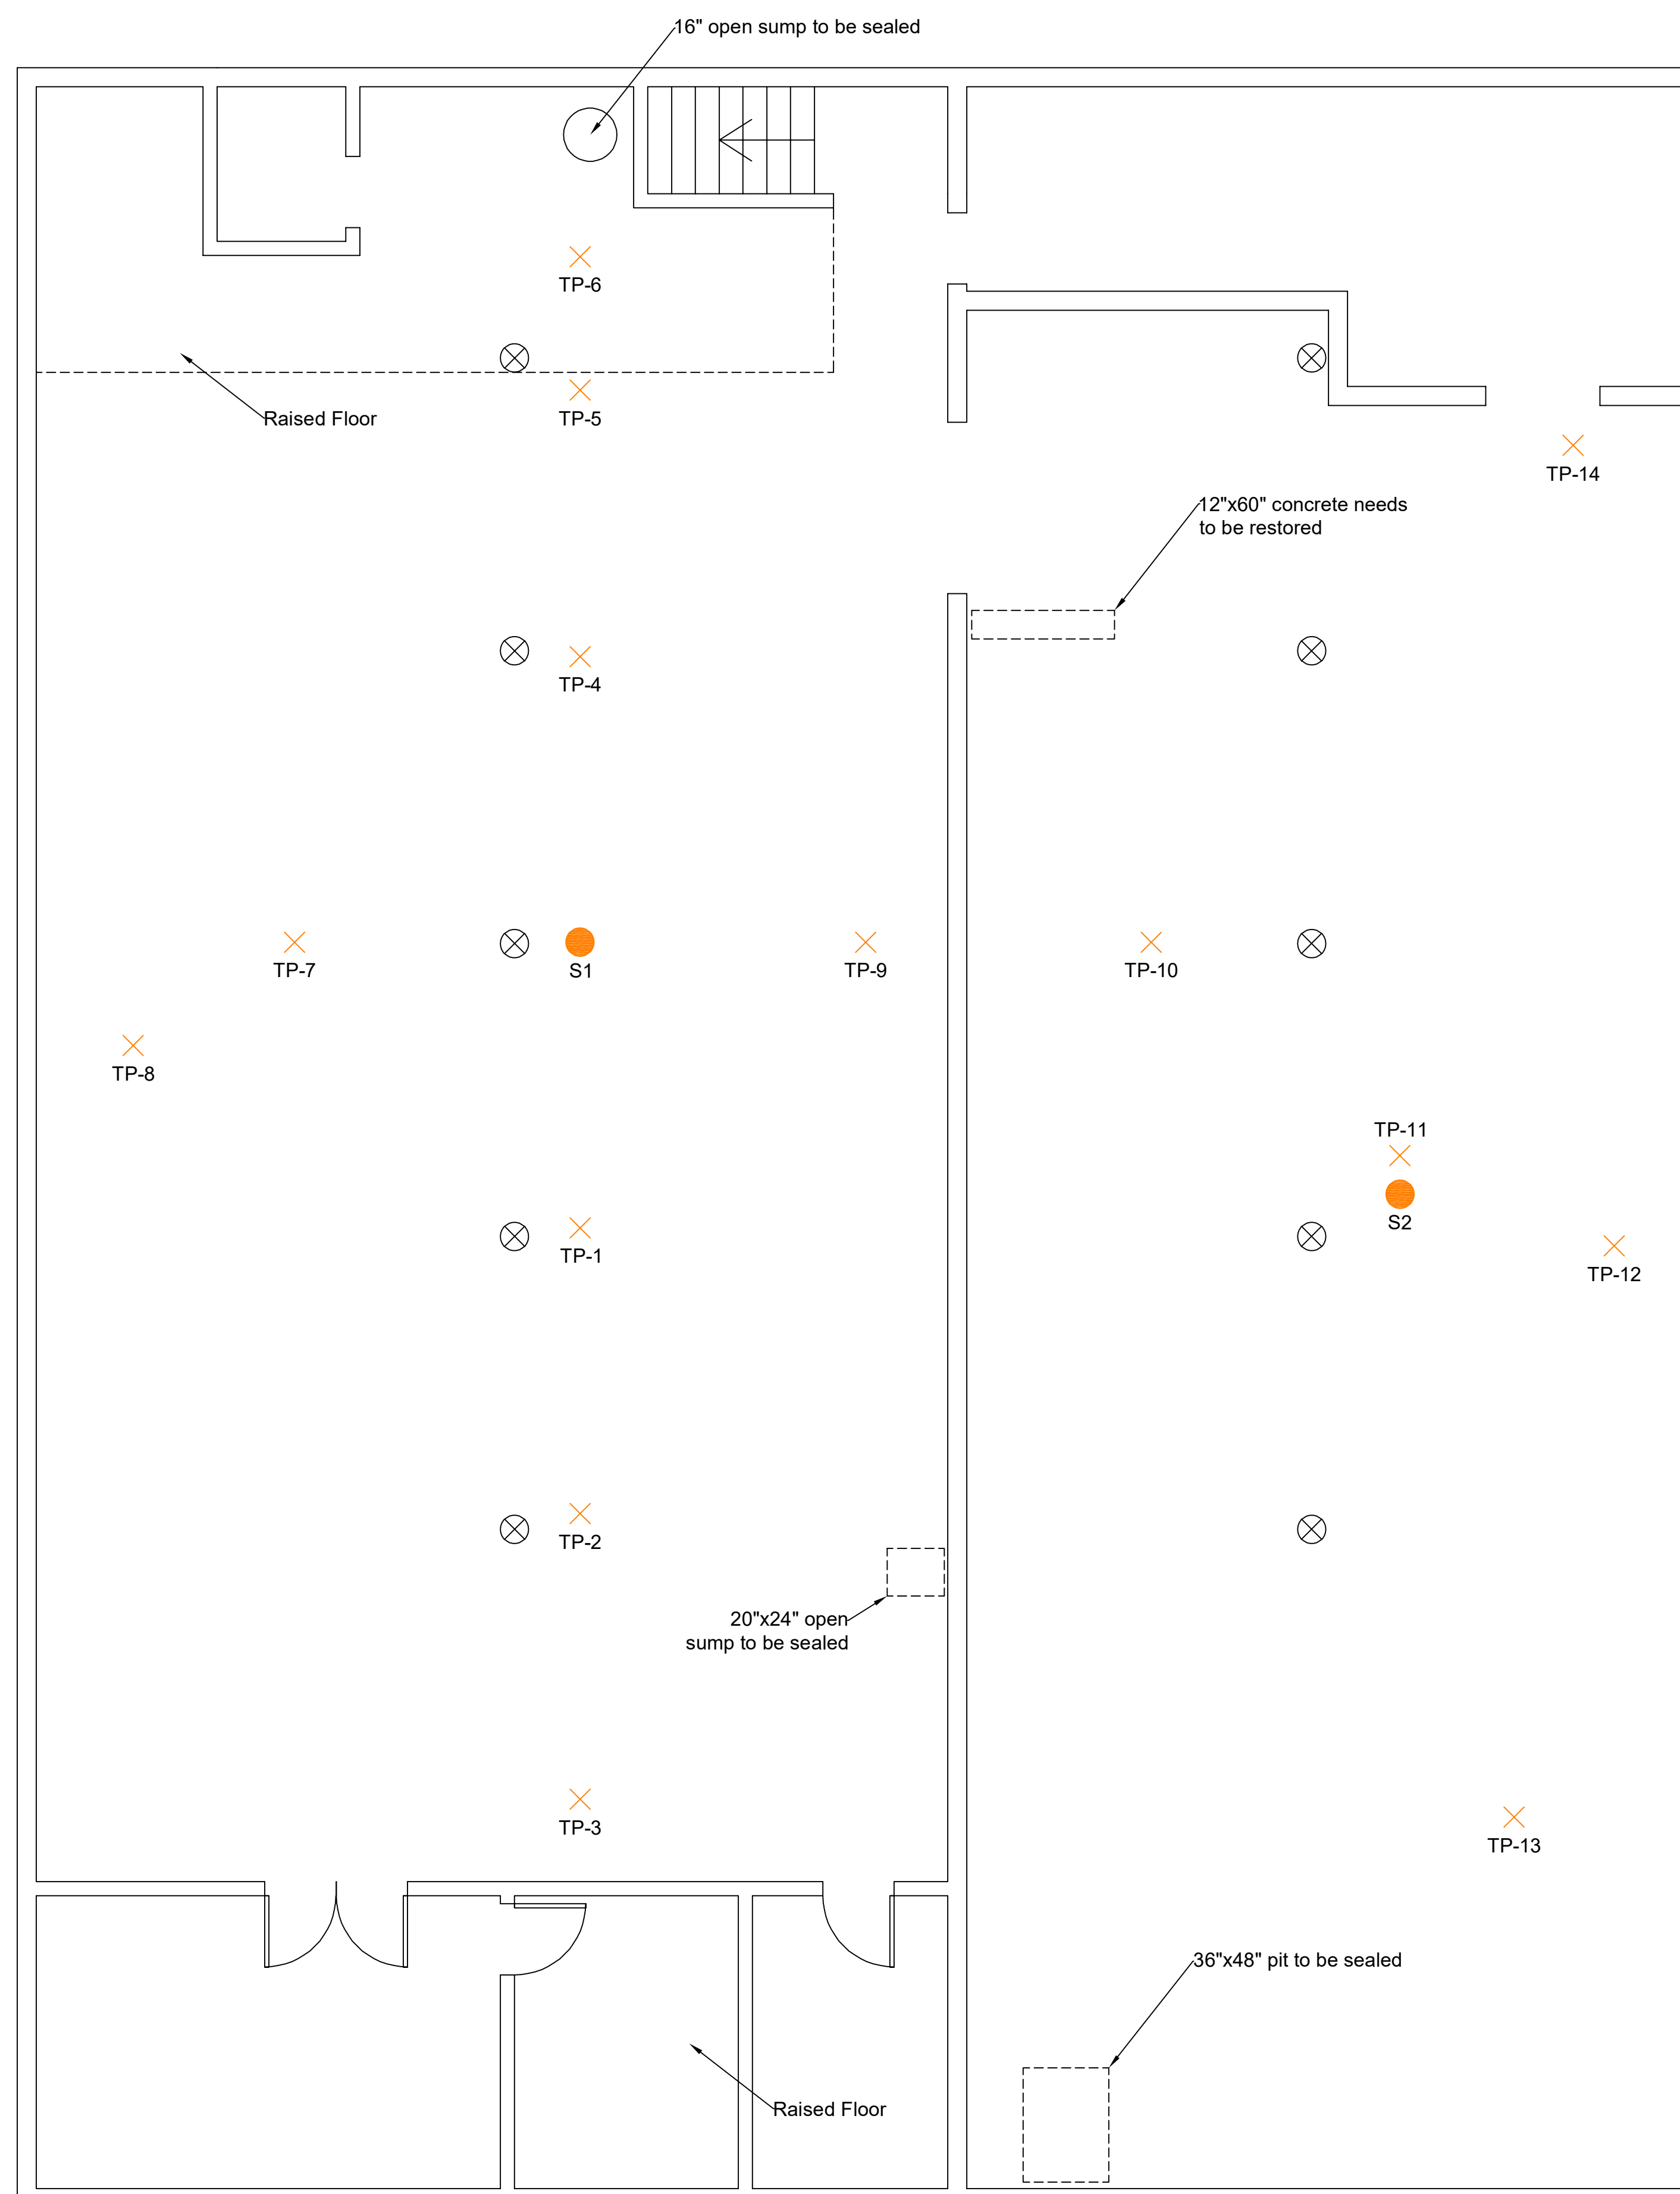 16" open sump to be sealed
TP-6
Raised Floor
TP-5
TP-14
12"x60" concrete needs
to be restored
TP-4
TP-7
S1
TP-9
TP-10
TP-8
TP-11
S2
TP-1
TP-12
TP-2
20"x24" open
sump to be sealed
TP-3
TP-13
36"x48" pit to be sealed
Raised Floor